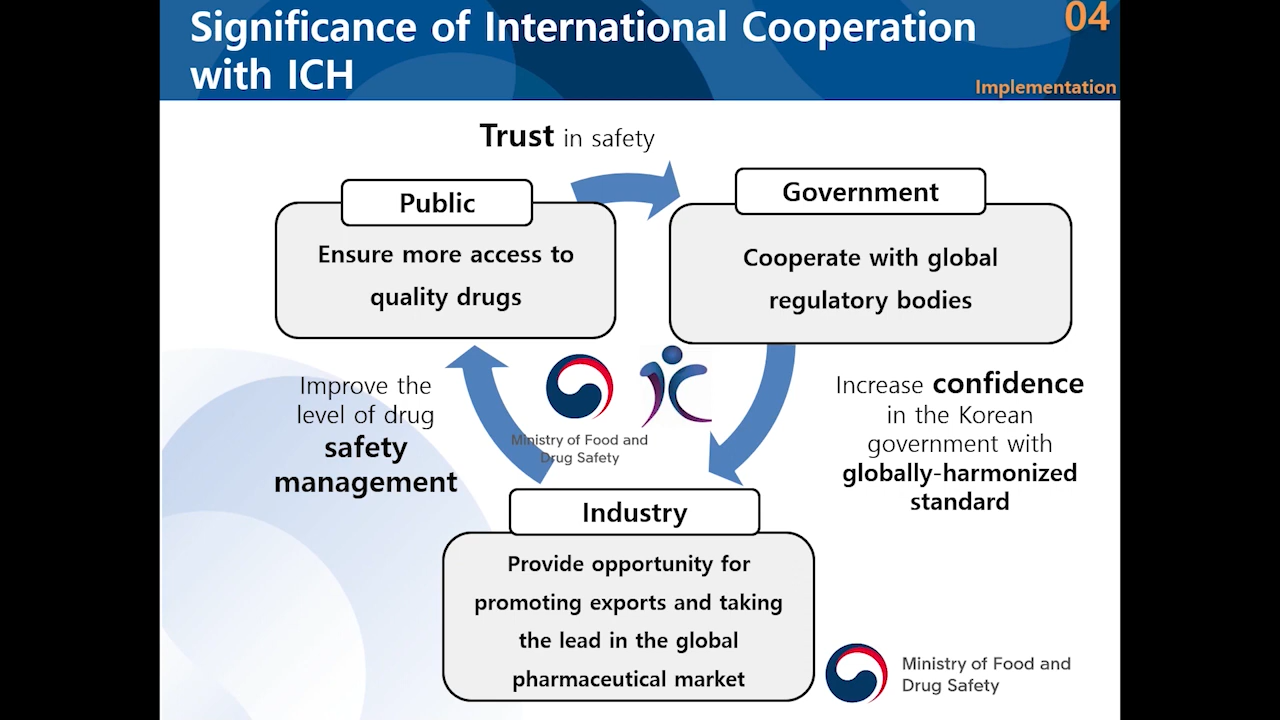 Significance of International Cooperation
with ICH
04
Implementation
Trust in safety
Public
Ensure more access to
quality drugs
Government
Cooperate with global
regulatory bodies
Improve the
level of drug
safety
management
Ministry of Food and
Drug Safety
Increase confidence
in the Korean
government with
globally-harmonized
standard
Industry
Provide opportunity for
promoting exports and taking
the lead in the global
pharmaceutical market
Ministry of Food and
Drug Safety